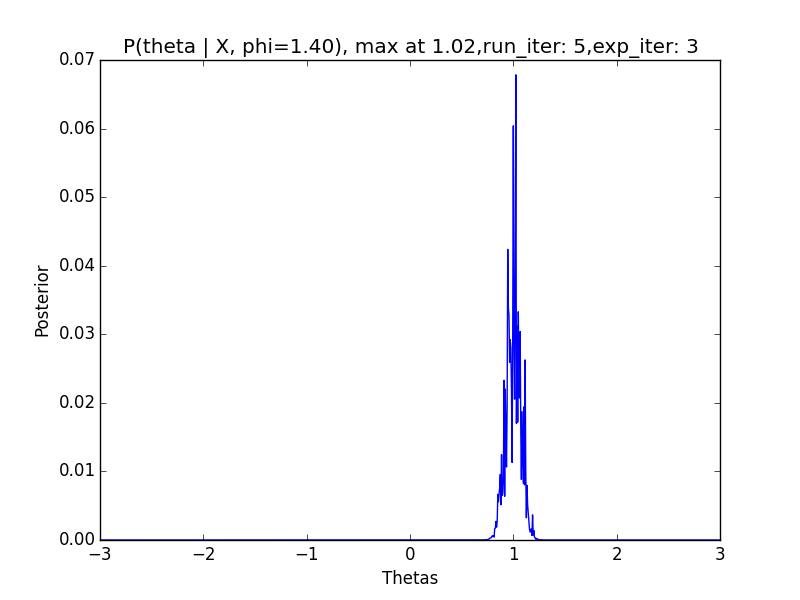 P(theta | X, phi=1.40), max at 1.02,run_iter: 5,exp_iter: 3
0.07
0.06
0.05
0.04
0.03
0.02
0.01
0.00
Posterior
−3 −2 −1 0 1 2 3
Thetas